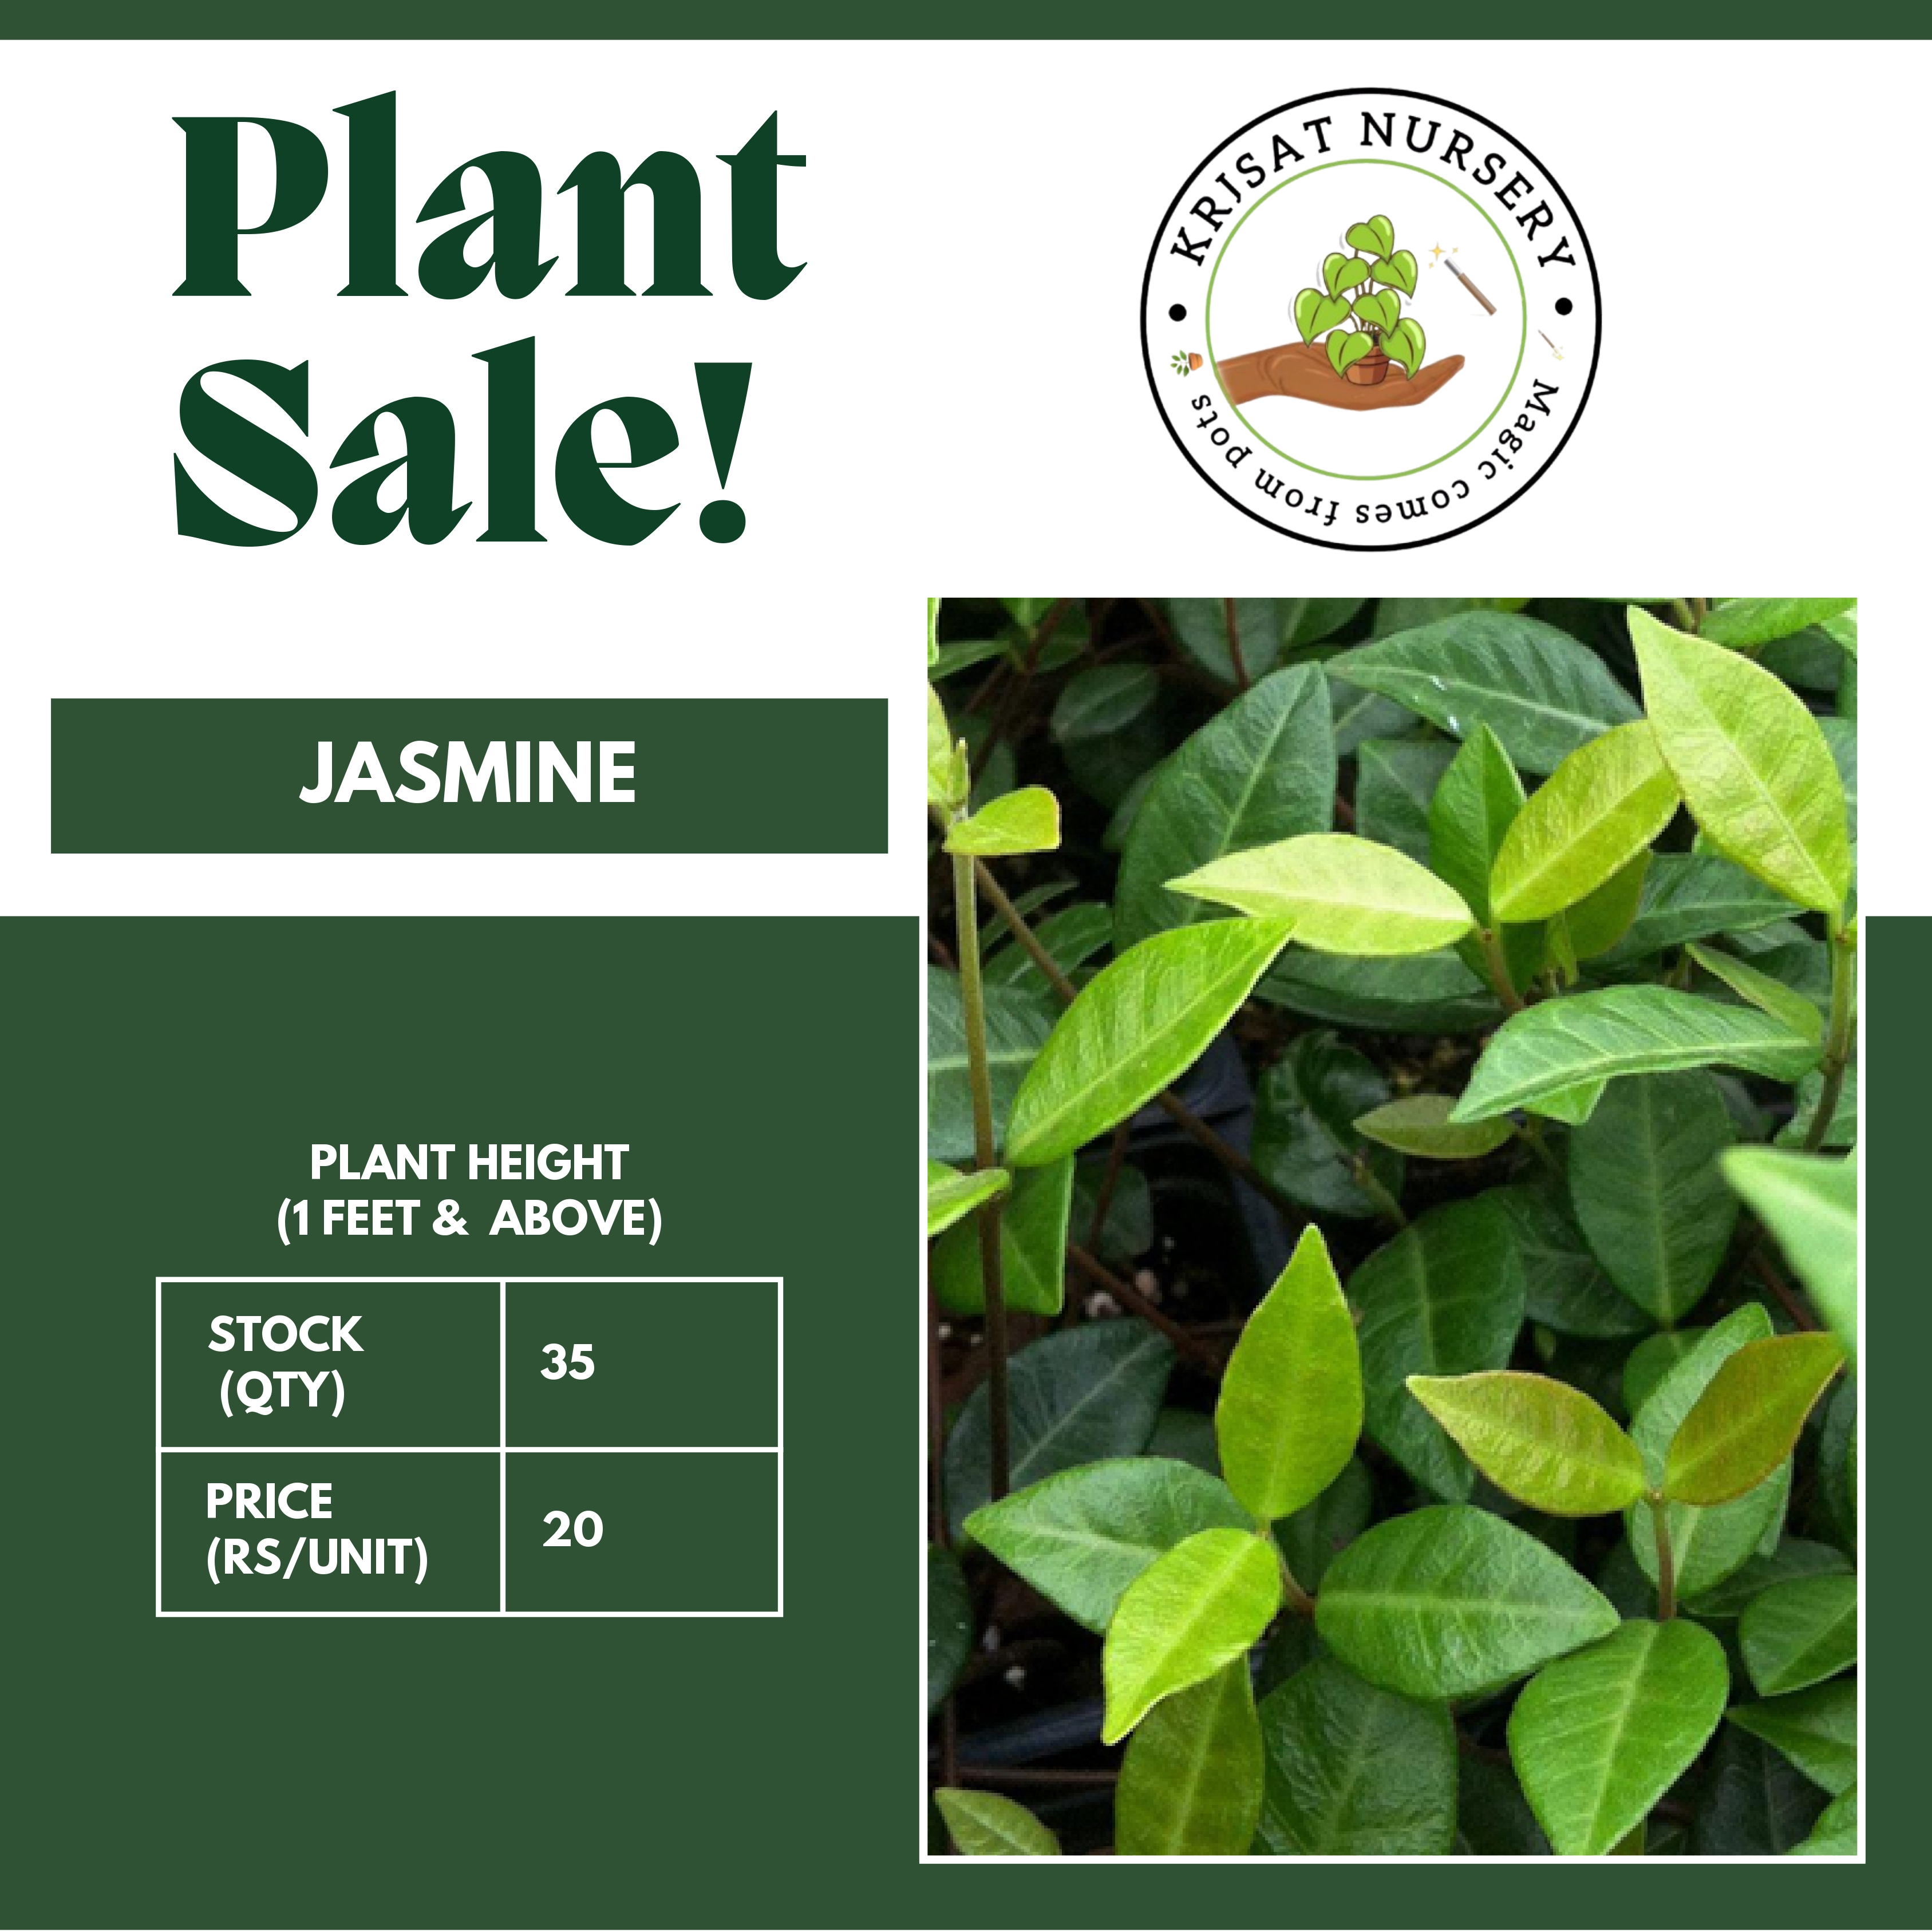 Plant
Sale!
KRISAT NURSERY
Magic comes from pots
JASMINE
PLANT HEIGHT
(1 FEET & ABOVE)
STOCK
(QTY)
35
PRICE
(RS/UNIT)
20